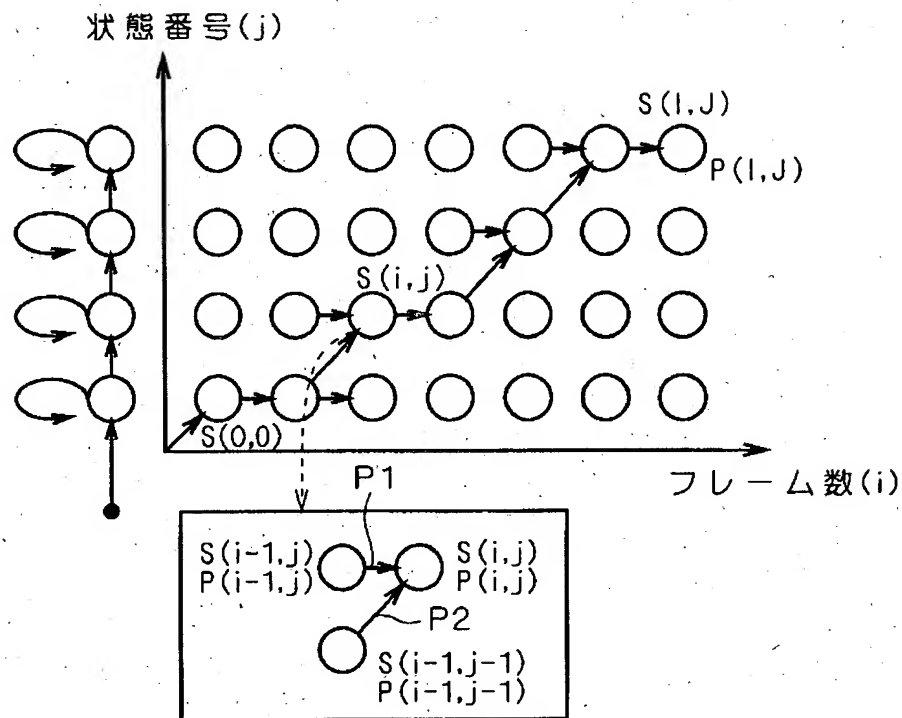 状態番号(j)
S(I,J)
P(I,J)
S(i,j)
S(0,0)
フレーム数(i)
P1
S(i-1,j)
P(i-1,j)
S(i,j)
P(i,j)
P2
S(i-1,j-1)
P(i-1,j-1)